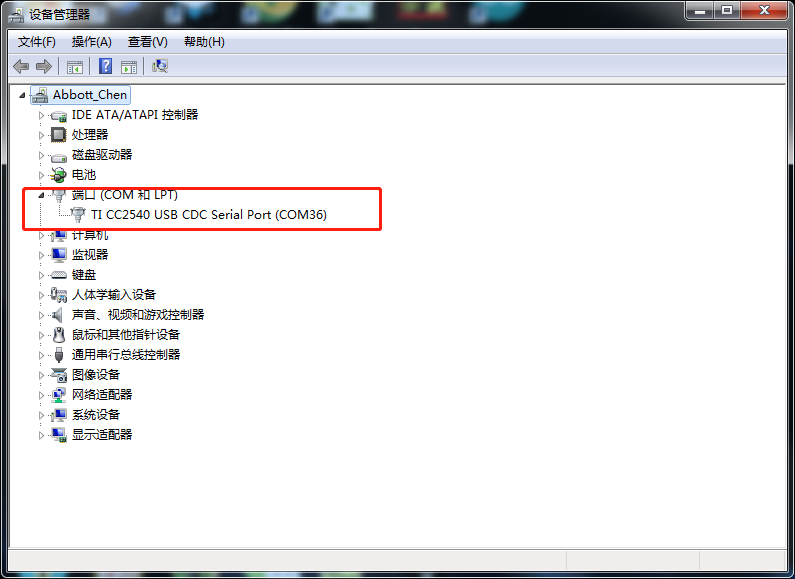 设备管理器
文件(F) 操作(A) 查看(V) 帮助(H)
Abbott_Chen
IDE ATA/ATAPI 控制器
处理器
磁盘驱动器
电池
端口 (COM 和 LPT)
TI CC2540 USB CDC Serial Port (COM36)
计算机
监视器
键盘
人体学输入设备
声音、视频和游戏控制器
鼠标和其他指针设备
通用串行总线控制器
图像设备
网络适配器
系统设备
显示适配器